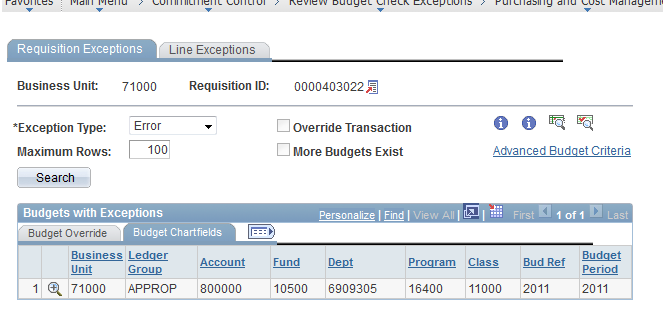 Favorites Main Menu > Commitment Control > Review Budget Check Exceptions > Purchasing and Cost Manageme
Requisition Exceptions Line Exceptions
Business Unit: 71000 Requisition ID: 0000403022
*Exception Type: Error Override Transaction
Maximum Rows: 100 More Budgets Exist Advanced Budget Criteria
Search
Budgets with Exceptions Personalize | Find | View All | First 1 of 1 Last
Budget Override Budget Chartfields
Business Unit Ledger Group Account Fund Dept Program Class Bud Ref Budget Period
1 71000 APPROP 800000 10500 6909305 16400 11000 2011 2011